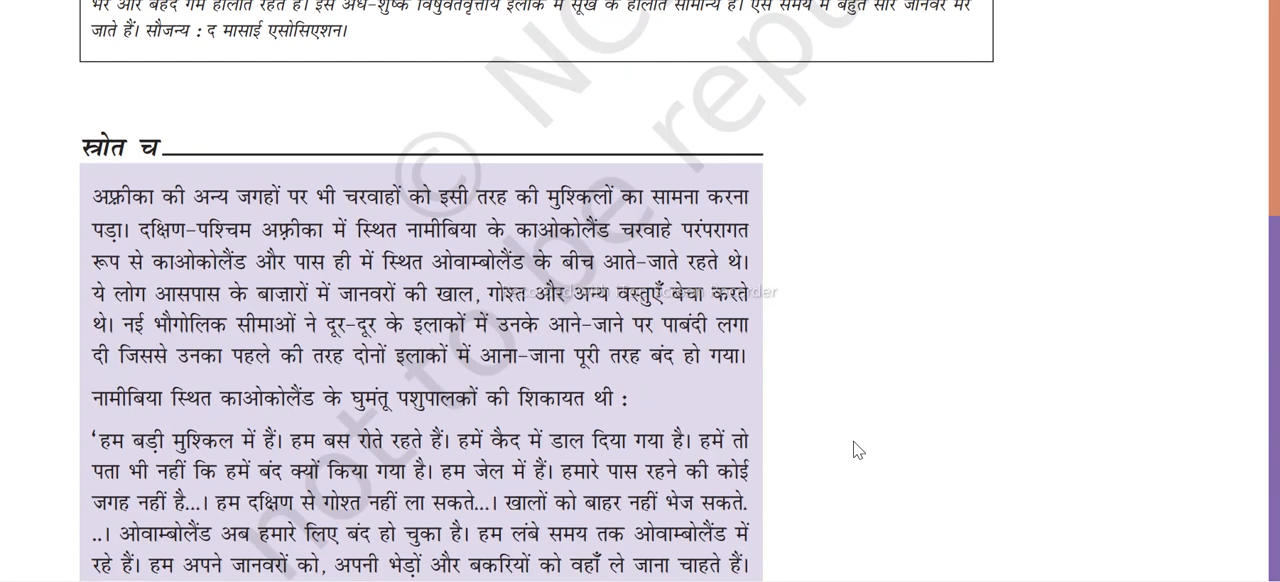 भर और बेहद गर्म हालात रहते हैं। इस अर्ध-शुष्क विषुवतवृत्तीय इलाके में सूखे के हालात सामान्य हैं। ऐसे समय में बहुत सारे जानवर मर
जाते हैं। सौजन्य : द मासाई एसोसिएशन।
स्त्रोत च
अफ़्रीका की अन्य जगहों पर भी चरवाहों को इसी तरह की मुश्किलों का सामना करना
पड़ा। दक्षिण-पश्चिम अफ़्रीका में स्थित नामीबिया के काओकोलैंड चरवाहे परंपरागत
रूप से काओकोलैंड और पास ही में स्थित ओवाम्बोलैंड के बीच आते-जाते रहते थे।
ये लोग आसपास के बाजारों में जानवरों की खाल, गोश्त और अन्य वस्तुएँ बेचा करते
थे। नई भौगोलिक सीमाओं ने दूर-दूर के इलाकों में उनके आने-जाने पर पाबंदी लगा
दी जिससे उनका पहले की तरह दोनों इलाकों में आना-जाना पूरी तरह बंद हो गया।
नामीबिया स्थित काओकोलैंड के घुमंतू पशुपालकों की शिकायत थी :
‘हम बड़ी मुश्किल में हैं। हम बस रोते रहते हैं। हमें कैद में डाल दिया गया है। हमें तो
पता भी नहीं कि हमें बंद क्यों किया गया है। हम जेल में हैं। हमारे पास रहने की कोई
जगह नहीं है...। हम दक्षिण से गोश्त नहीं ला सकते...। खालों को बाहर नहीं भेज सकते.
..। ओवाम्बोलैंड अब हमारे लिए बंद हो चुका है। हम लंबे समय तक ओवाम्बोलैंड में
रहे हैं। हम अपने जानवरों को, अपनी भेड़ों और बकरियों को वहाँ ले जाना चाहते हैं।
© NC
not to be repu